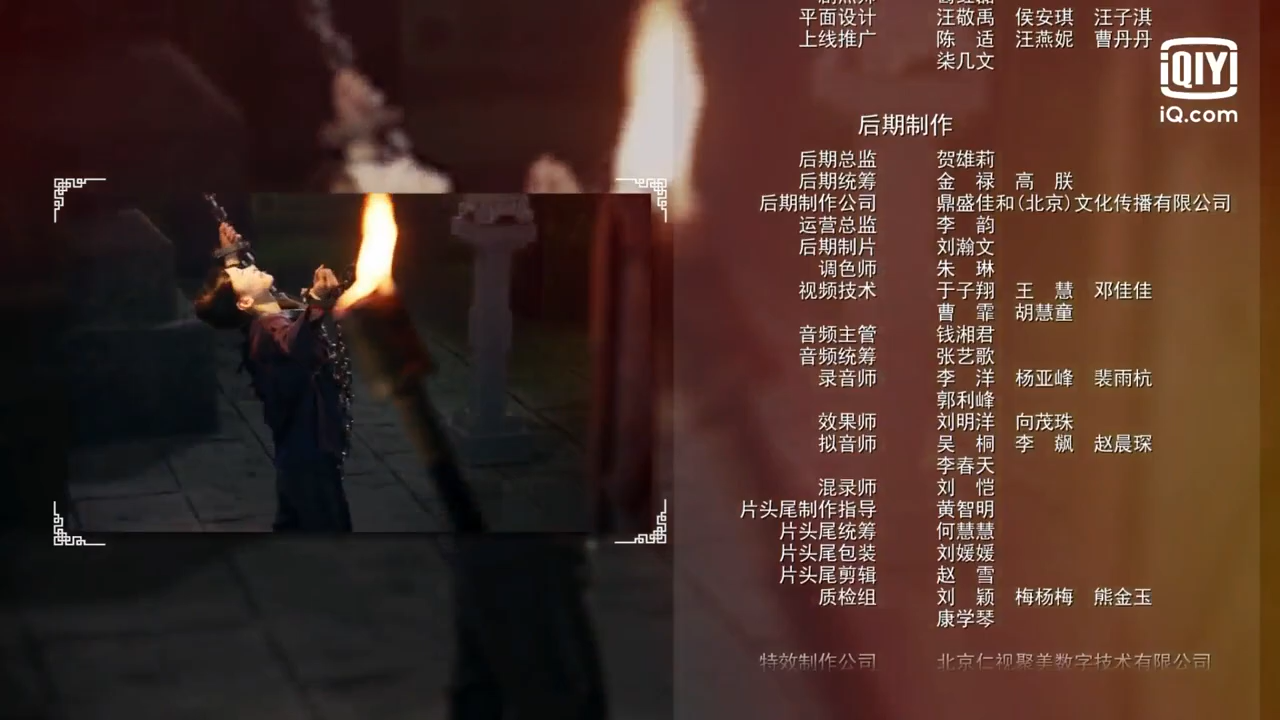 平面设计 汪敬禹 侯安琪 汪子淇
上线推广 陈 适 汪燕妮 曹丹丹
柒几文
iQIYI
iQ.com
后期制作
后期总监 贺雄莉
后期统筹 金 禄 高 朕
后期制作公司 鼎盛佳和(北京)文化传播有限公司
运营总监 李 韵
后期制片 刘瀚文
调色师 朱 琳
视频技术 于子翔 王 慧 邓佳佳
曹 霏 胡慧童
音频主管 钱湘君
音频统筹 张艺歌
录音师 李 洋 杨亚峰 裴雨杭
郭利峰
效果师 刘明洋 向茂珠
拟音师 吴 桐 李 飙 赵晨琛
李春天
混录师 刘 恺
片头尾制作指导 黄智明
片头尾统筹 何慧慧
片头尾包装 刘媛媛
片头尾剪辑 赵 雪
质检组 刘 颖 梅杨梅 熊金玉
康学琴
特效制作公司 北京仁视聚美数字技术有限公司